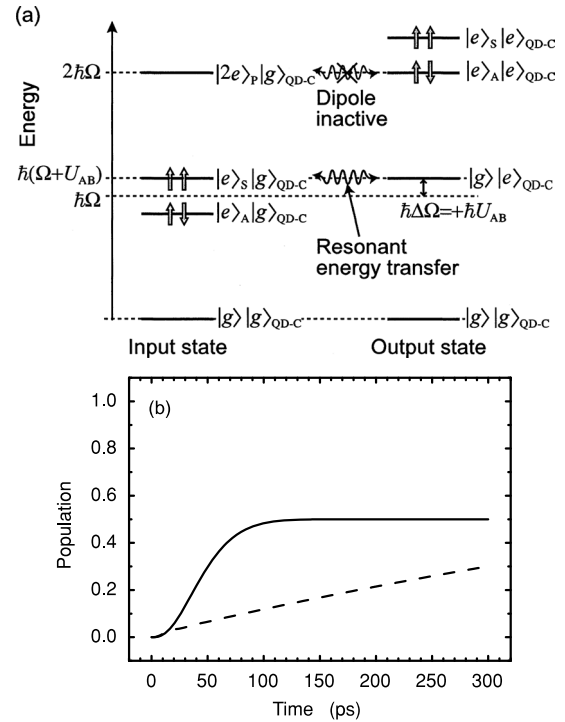 (a)
|e⟩S|e⟩QD-C
2ℏΩ |2e⟩P|g⟩QD-C |e⟩A|e⟩QD-C
Dipole
inactive
Energy
ℏ(Ω+UAB) |e⟩S|g⟩QD-C |g⟩|e⟩QD-C
ℏΩ
ℏΔΩ=+ℏUAB
|e⟩A|g⟩QD-C
Resonant
energy transfer
|g⟩|g⟩QD-C |g⟩|g⟩QD-C
Input state Output state
(b)
1.0
0.8
0.6
0.4
0.2
0.0
Population
0 50 100 150 200 250 300
Time (ps)